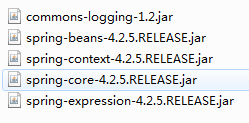 commons-logging-1.2.jar
spring-beans-4.2.5.RELEASE.jar
spring-context-4.2.5.RELEASE.jar
spring-core-4.2.5.RELEASE.jar
spring-expression-4.2.5.RELEASE.jar